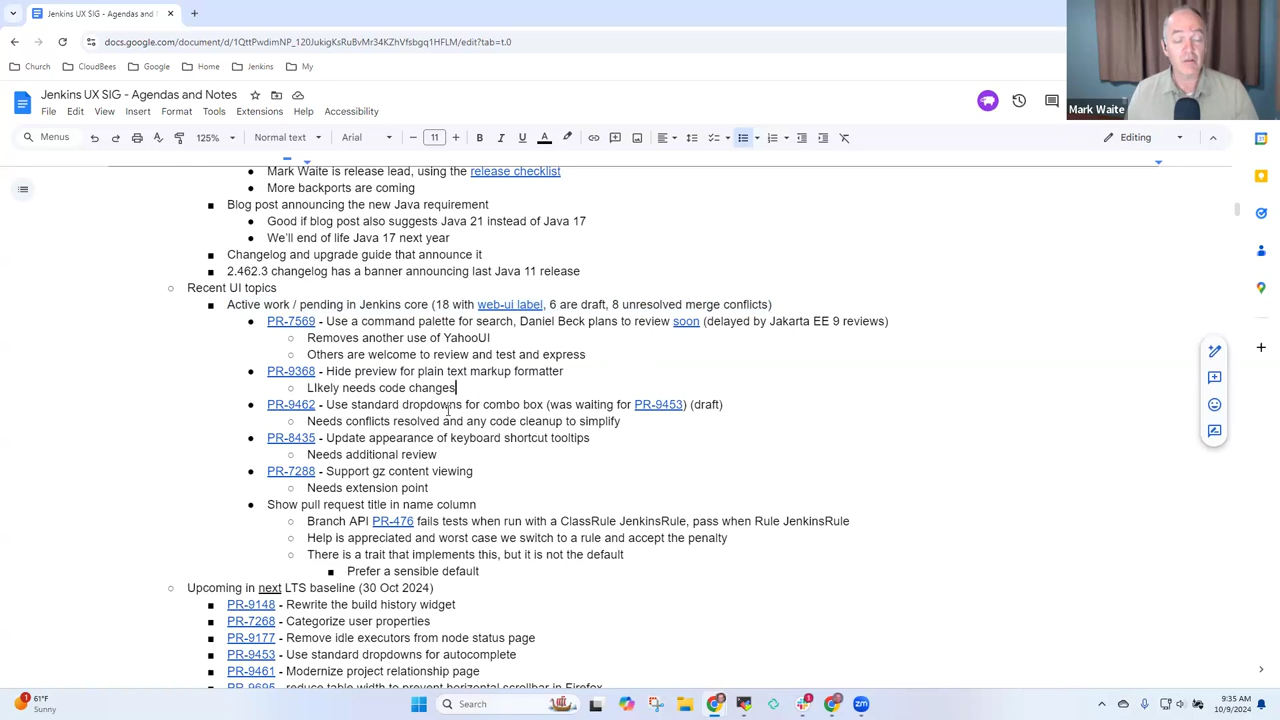 Jenkins UX SIG - Agendas and
docs.google.com/document/d/1QttPwdimNP_120JukigKsRuBvMr34KZhVfsbgq1HFLM/edit?tab=t.0
Church CloudBees Google Home Jenkins My
Jenkins UX SIG - Agendas and Notes
File Edit View Insert Format Tools Extensions Help Accessibility
Menus 125% Normal text Arial 11 Editing
Mark Waite
Mark Waite is release lead, using the release checklist
More backports are coming
Blog post announcing the new Java requirement
Good if blog post also suggests Java 21 instead of Java 17
We'll end of life Java 17 next year
Changelog and upgrade guide that announce it
2.462.3 changelog has a banner announcing last Java 11 release
Recent UI topics
Active work / pending in Jenkins core (18 with web-ui label, 6 are draft, 8 unresolved merge conflicts)
PR-7569 - Use a command palette for search, Daniel Beck plans to review soon (delayed by Jakarta EE 9 reviews)
Removes another use of YahooUI
Others are welcome to review and test and express
PR-9368 - Hide preview for plain text markup formatter
LIkely needs code changes
PR-9462 - Use standard dropdowns for combo box (was waiting for PR-9453) (draft)
Needs conflicts resolved and any code cleanup to simplify
PR-8435 - Update appearance of keyboard shortcut tooltips
Needs additional review
PR-7288 - Support gz content viewing
Needs extension point
Show pull request title in name column
Branch API PR-476 fails tests when run with a ClassRule JenkinsRule, pass when Rule JenkinsRule
Help is appreciated and worst case we switch to a rule and accept the penalty
There is a trait that implements this, but it is not the default
Prefer a sensible default
Upcoming in next LTS baseline (30 Oct 2024)
PR-9148 - Rewrite the build history widget
PR-7268 - Categorize user properties
PR-9177 - Remove idle executors from node status page
PR-9453 - Use standard dropdowns for autocomplete
PR-9461 - Modernize project relationship page
PR-9695 - reduce table width to prevent horizontal scrollbar in Firefox
61°F
Sunny
Search
9:35 AM
10/9/2024